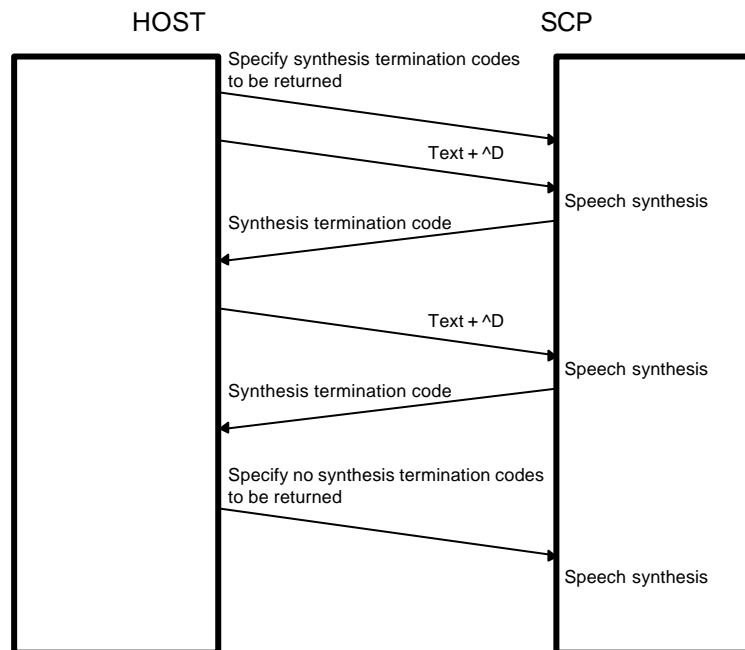 HOST
SCP
Specify synthesis termination codes
to be returned
Text + ^D
Speech synthesis
Synthesis termination code
Text + ^D
Speech synthesis
Synthesis termination code
Specify no synthesis termination codes
to be returned
Speech synthesis